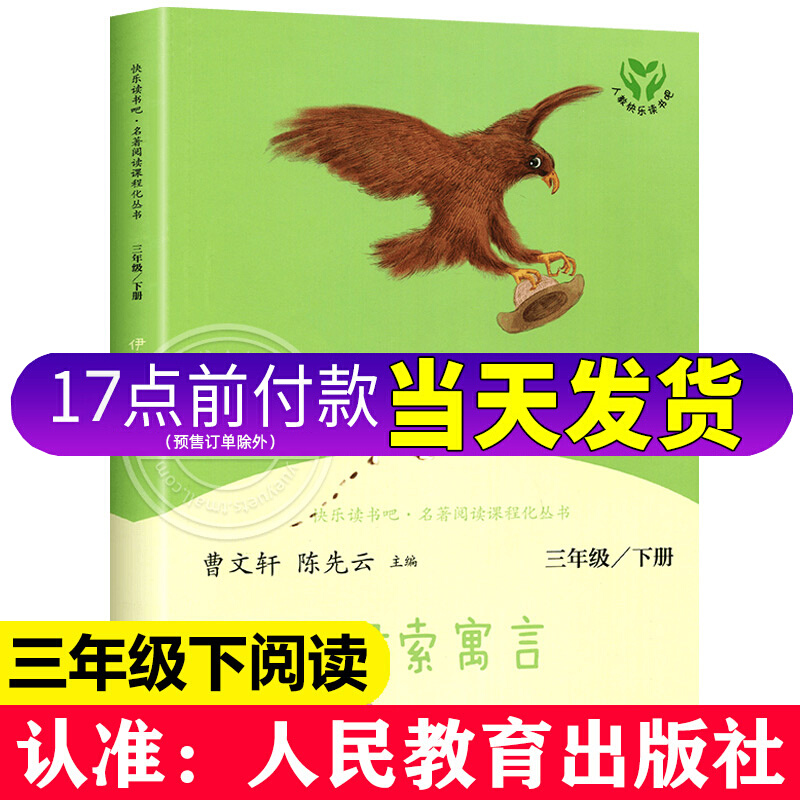 快乐读书吧·名著阅读课程化丛书
三年级/下册
伊
人教快乐读书吧
17点前付款
(预售订单除外)
当天发货
快乐读书吧·名著阅读课程化丛书
曹文轩 陈先云 主编
三年级/下册
索寓言
三年级下阅读
认准：人民教育出版社